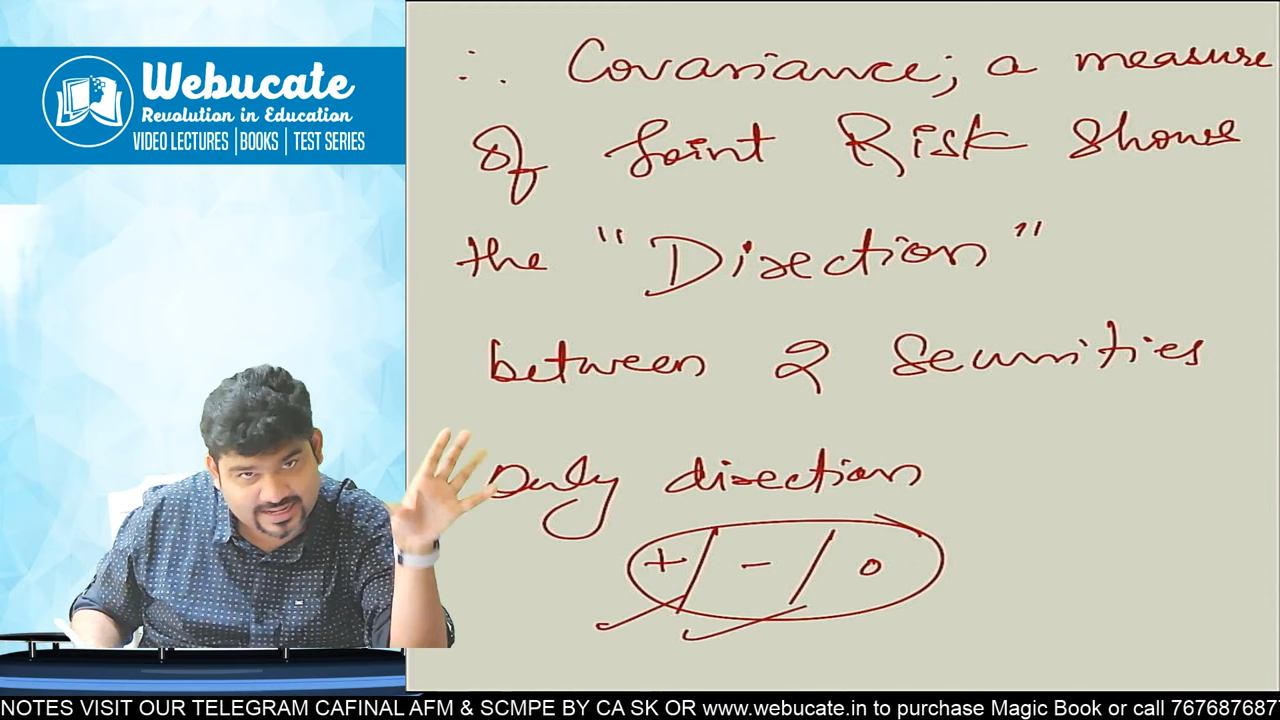 Webucate
Revolution in Education
VIDEO LECTURES | BOOKS | TEST SERIES
∴ Covariance; a measure
of Joint Risk shows
the "Direction"
between 2 Securities
Only direction
+ / - / 0
NOTES VISIT OUR TELEGRAM CAFINAL AFM & SCMPE BY CA SK OR www.webucate.in to purchase Magic Book or call 767687687